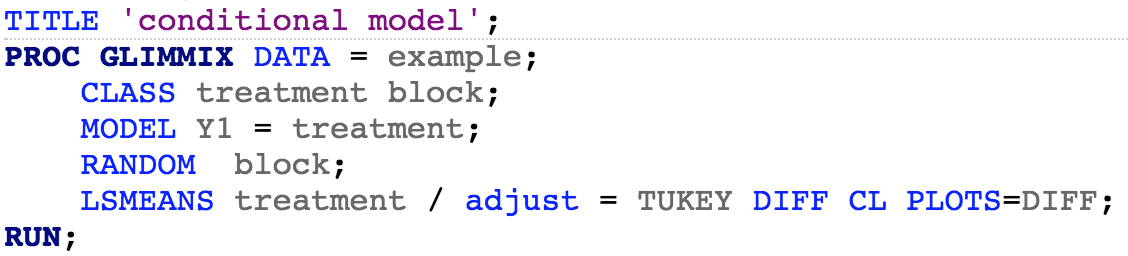 TITLE 'conditional model';
PROC GLIMMIX DATA = example;
CLASS treatment block;
MODEL Y1 = treatment;
RANDOM  block;
LSMEANS treatment / adjust = TUKEY DIFF CL PLOTS=DIFF;
RUN;